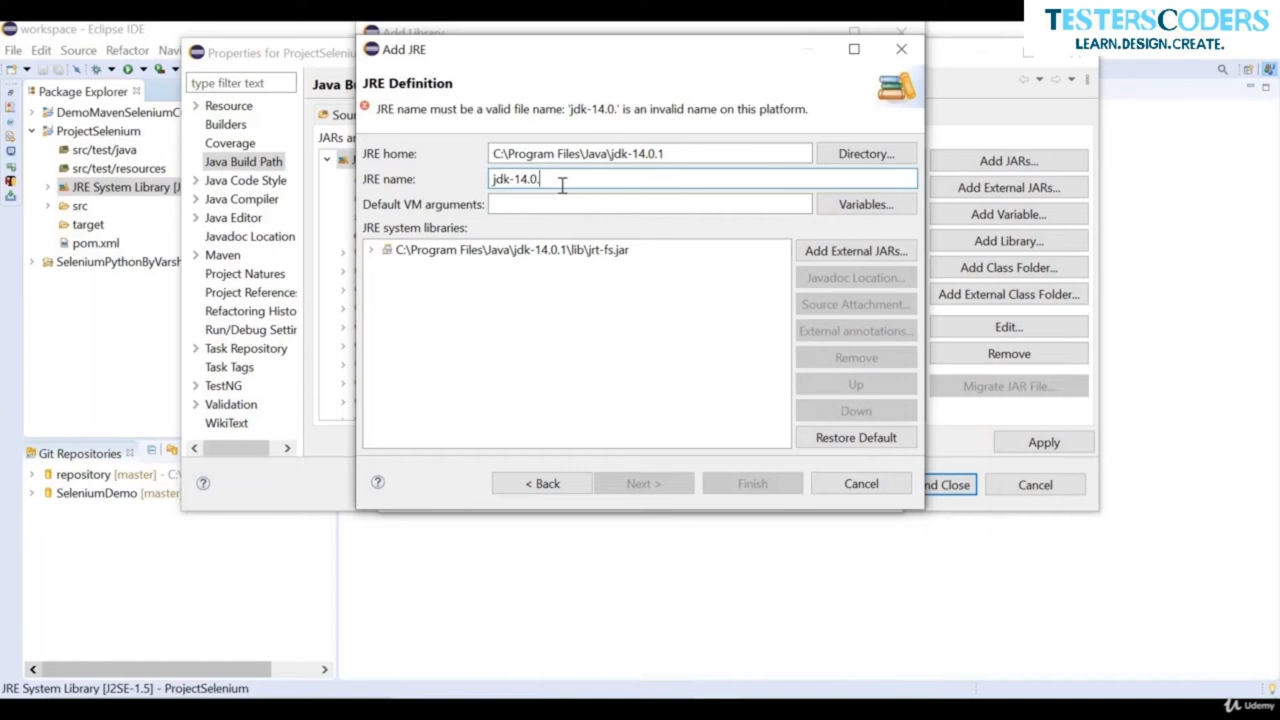 TESTERSCODERS
LEARN.DESIGN.CREATE.
workspace - Eclipse IDE
File Edit Source Refactor Navi
Package Explorer
DemoMavenSeleniumC
ProjectSelenium
src/test/java
src/test/resources
JRE System Library [J
src
target
pom.xml
SeleniumPythonByVarsh
Git Repositories
repository [master] - C:\
SeleniumDemo [master
JRE System Library [J2SE-1.5] - ProjectSelenium
Properties for ProjectSeleniu
type filter text
Resource
Builders
Coverage
Java Build Path
Java Code Style
Java Compiler
Java Editor
Javadoc Location
Maven
Project Natures
Project Reference
Refactoring Histo
Run/Debug Settir
Task Repository
Task Tags
TestNG
Validation
WikiText
Java B
Sou
JARs a
Add Library
Add JRE
JRE Definition
JRE name must be a valid file name: 'jdk-14.0.' is an invalid name on this platform.
JRE home: C:\Program Files\Java\jdk-14.0.1 Directory...
JRE name: jdk-14.0.
Default VM arguments: Variables...
JRE system libraries:
C:\Program Files\Java\jdk-14.0.1\lib\jrt-fs.jar
Add External JARs...
Javadoc Location...
Source Attachment...
External annotations...
Remove
Up
Down
Restore Default
< Back Next > Finish Cancel
Add JARs...
Add External JARs...
Add Variable...
Add Library...
Add Class Folder...
Add External Class Folder...
Edit...
Remove
Migrate JAR File...
Apply
nd Close Cancel
Udemy